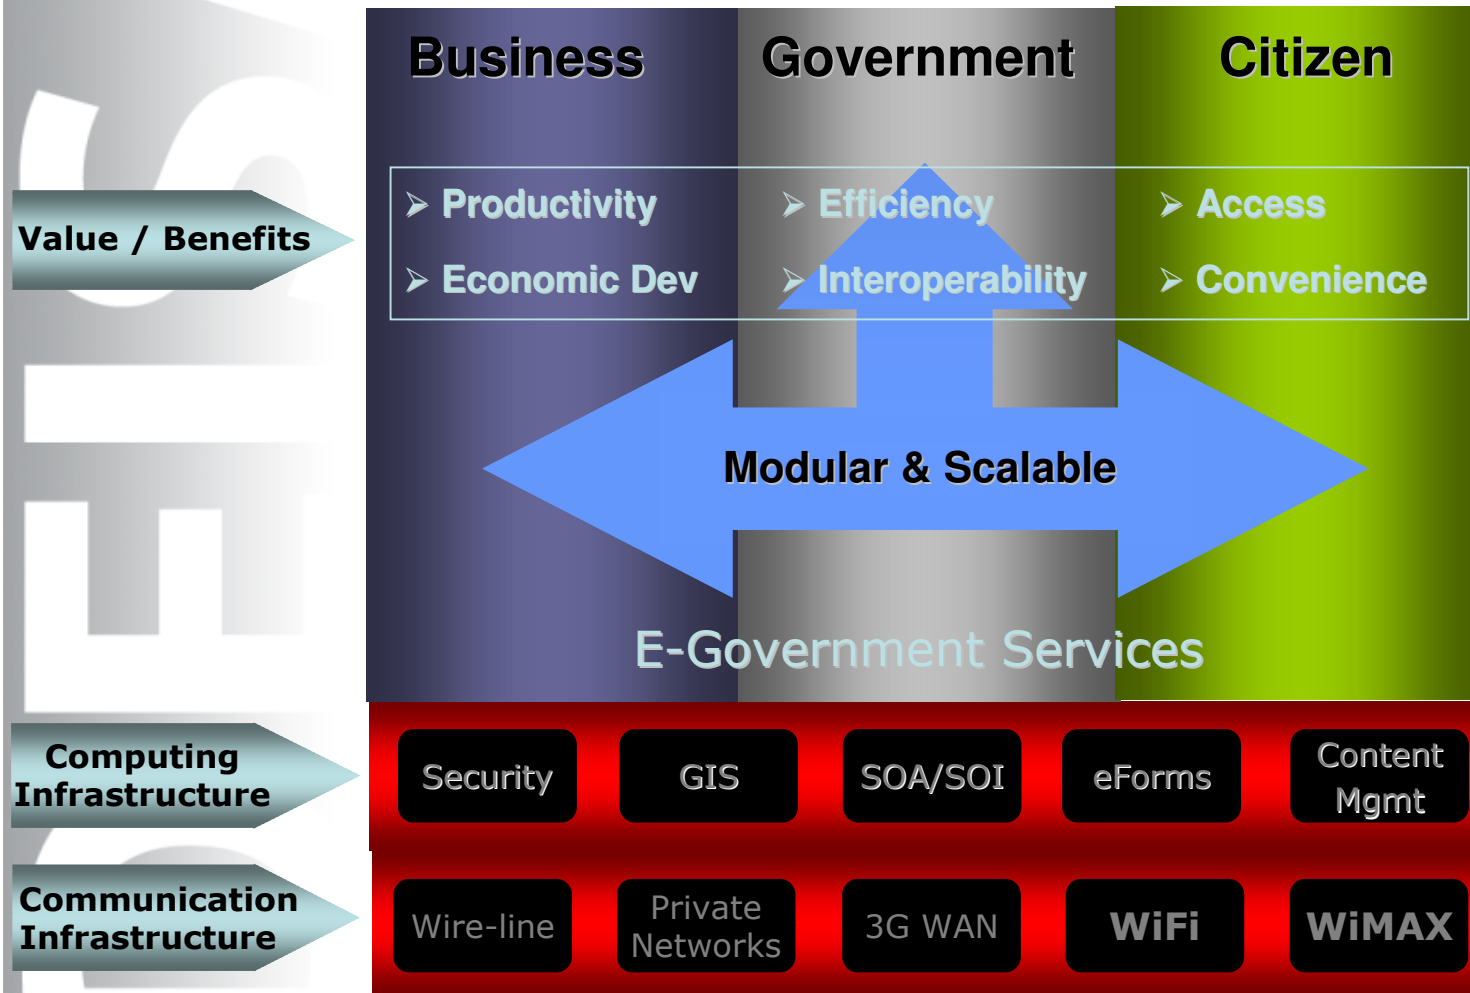 Business
Government
Citizen
Value / Benefits
➢ Productivity
➢ Efficiency
➢ Access
➢ Economic Dev
➢ Interoperability
➢ Convenience
Modular & Scalable
E-Government Services
Computing
Infrastructure
Security
GIS
SOA/SOI
eForms
Content
Mgmt
Communication
Infrastructure
Wire-line
Private
Networks
3G WAN
WiFi
WiMAX